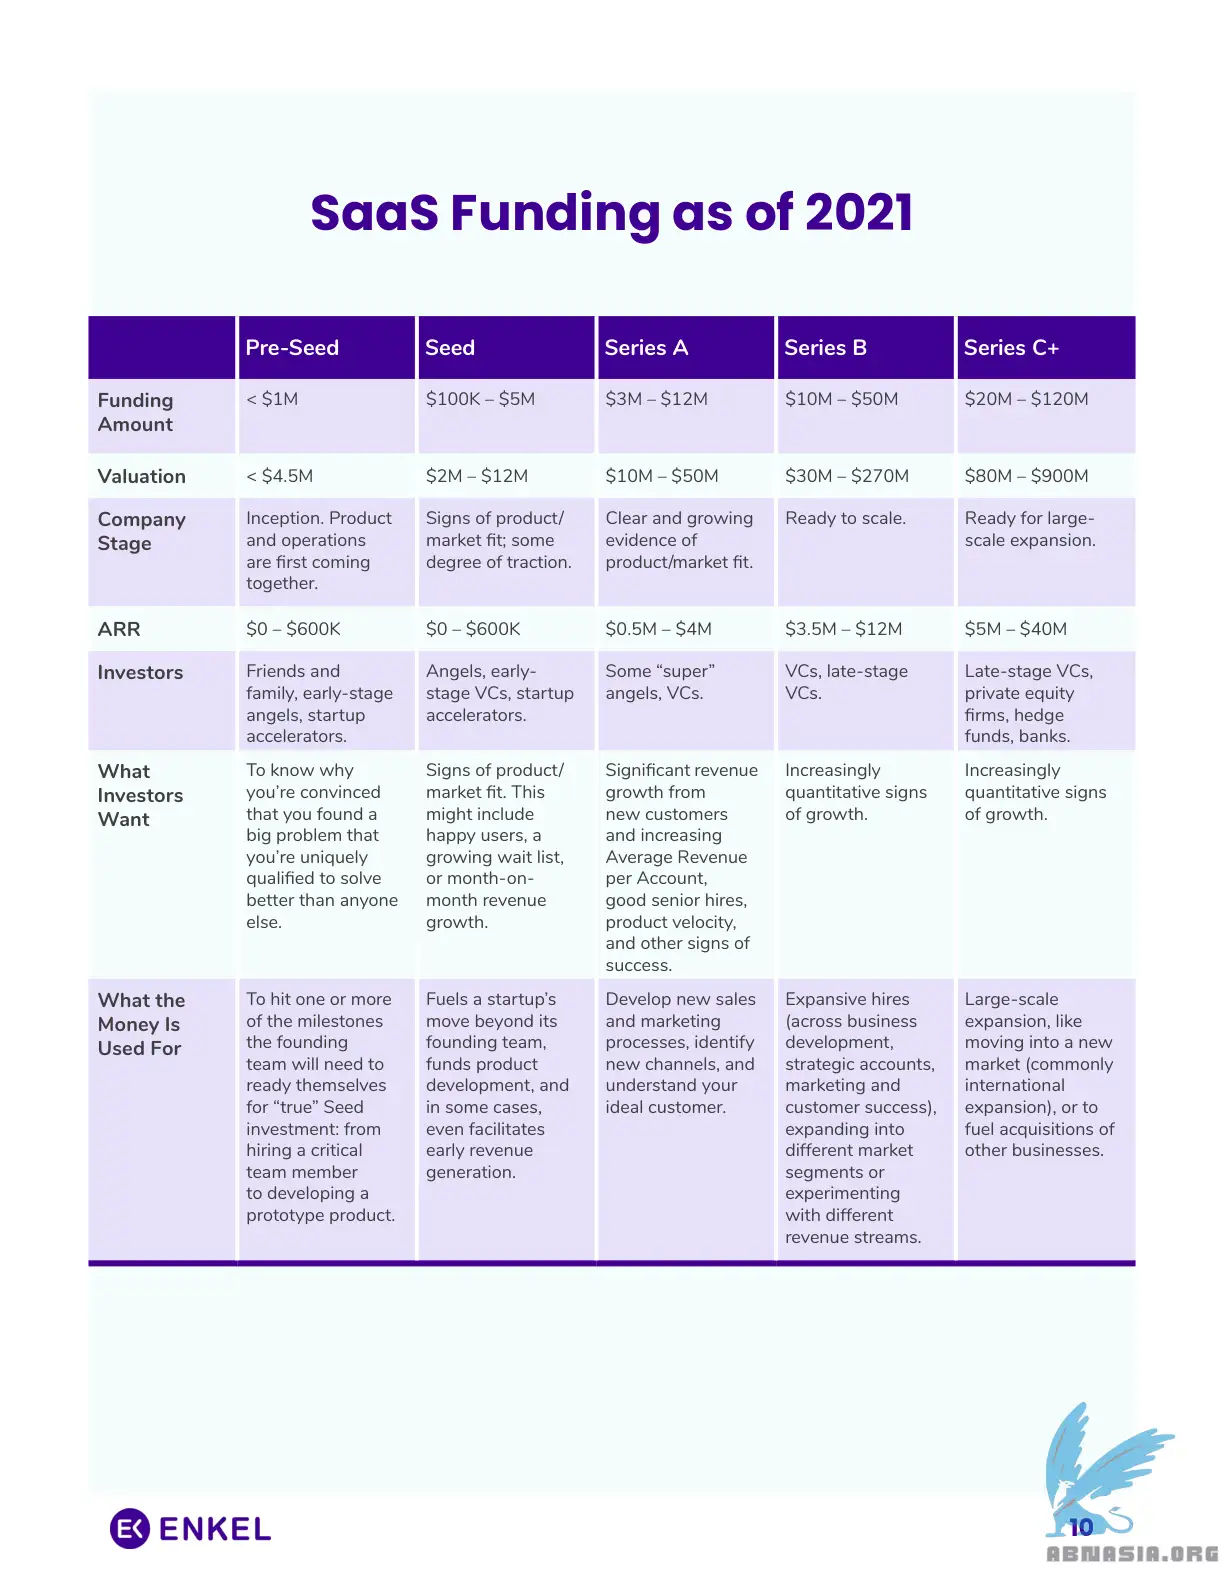 SaaS Funding as of 2021
Pre-Seed
Seed
Series A
Series B
Series C+
Funding
Amount
< $1M
$100K – $5M
$3M – $12M
$10M – $50M
$20M – $120M
Valuation
< $4.5M
$2M – $12M
$10M – $50M
$30M – $270M
$80M – $900M
Company
Stage
Inception. Product
and operations
are first coming
together.
Signs of product/
market fit; some
degree of traction.
Clear and growing
evidence of
product/market fit.
Ready to scale.
Ready for large-
scale expansion.
ARR
$0 – $600K
$0 – $600K
$0.5M – $4M
$3.5M – $12M
$5M – $40M
Investors
Friends and
family, early-stage
angels, startup
accelerators.
Angels, early-
stage VCs, startup
accelerators.
Some “super”
angels, VCs.
VCs, late-stage
VCs.
Late-stage VCs,
private equity
firms, hedge
funds, banks.
What
Investors
Want
To know why
you’re convinced
that you found a
big problem that
you’re uniquely
qualified to solve
better than anyone
else.
Signs of product/
market fit. This
might include
happy users, a
growing wait list,
or month-on-
month revenue
growth.
Significant revenue
growth from
new customers
and increasing
Average Revenue
per Account,
good senior hires,
product velocity,
and other signs of
success.
Increasingly
quantitative signs
of growth.
Increasingly
quantitative signs
of growth.
What the
Money Is
Used For
To hit one or more
of the milestones
the founding
team will need to
ready themselves
for “true” Seed
investment: from
hiring a critical
team member
to developing a
prototype product.
Fuels a startup’s
move beyond its
founding team,
funds product
development, and
in some cases,
even facilitates
early revenue
generation.
Develop new sales
and marketing
processes, identify
new channels, and
understand your
ideal customer.
Expansive hires
(across business
development,
strategic accounts,
marketing and
customer success),
expanding into
different market
segments or
experimenting
with different
revenue streams.
Large-scale
expansion, like
moving into a new
market (commonly
international
expansion), or to
fuel acquisitions of
other businesses.
EK ENKEL
10
ABNASIA.ORG